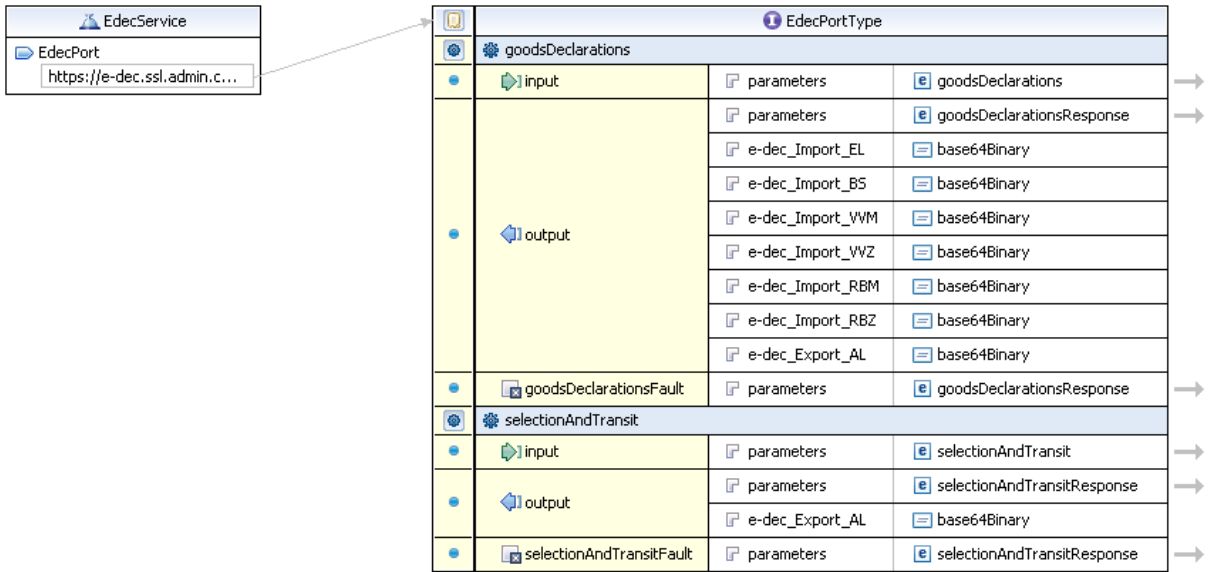 EdecService
EdecPort
https://e-dec.ssl.admin.c...
EdecPortType
goodsDeclarations
input parameters goodsDeclarations
output parameters goodsDeclarationsResponse
e-dec_Import_EL base64Binary
e-dec_Import_BS base64Binary
e-dec_Import_VVM base64Binary
e-dec_Import_VVZ base64Binary
e-dec_Import_RBM base64Binary
e-dec_Import_RBZ base64Binary
e-dec_Export_AL base64Binary
goodsDeclarationsFault parameters goodsDeclarationsResponse
selectionAndTransit
input parameters selectionAndTransit
output parameters selectionAndTransitResponse
e-dec_Export_AL base64Binary
selectionAndTransitFault parameters selectionAndTransitResponse